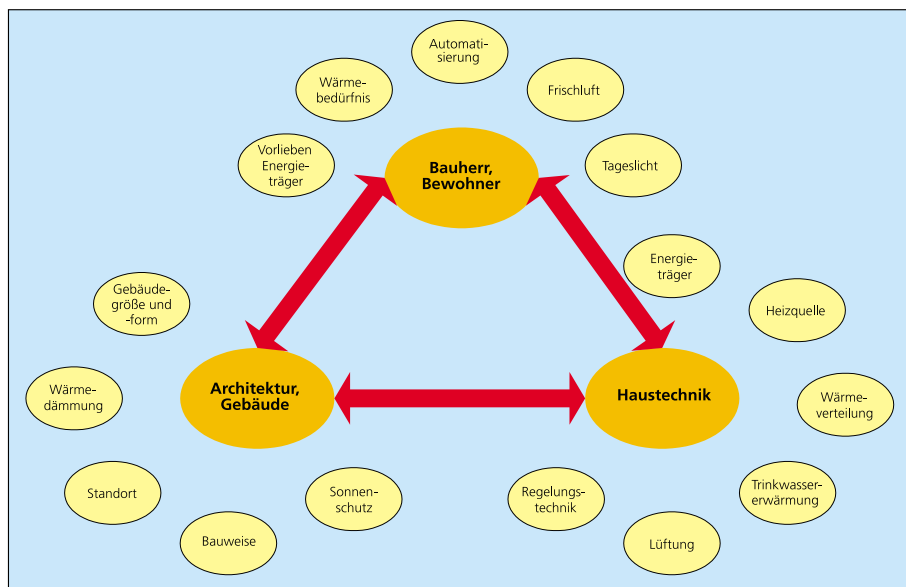 Automati-
sierung
Wärme-
bedürfnis
Frischluft
Vorlieben
Energie-
träger
Bauherr,
Bewohner
Tageslicht
Energie-
träger
Gebäude-
größe und
-form
Heizquelle
Wärme-
dämmung
Architektur,
Gebäude
Haustechnik
Wärme-
verteilung
Standort
Sonnen-
schutz
Regelungs-
technik
Trinkwasser-
erwärmung
Bauweise
Lüftung